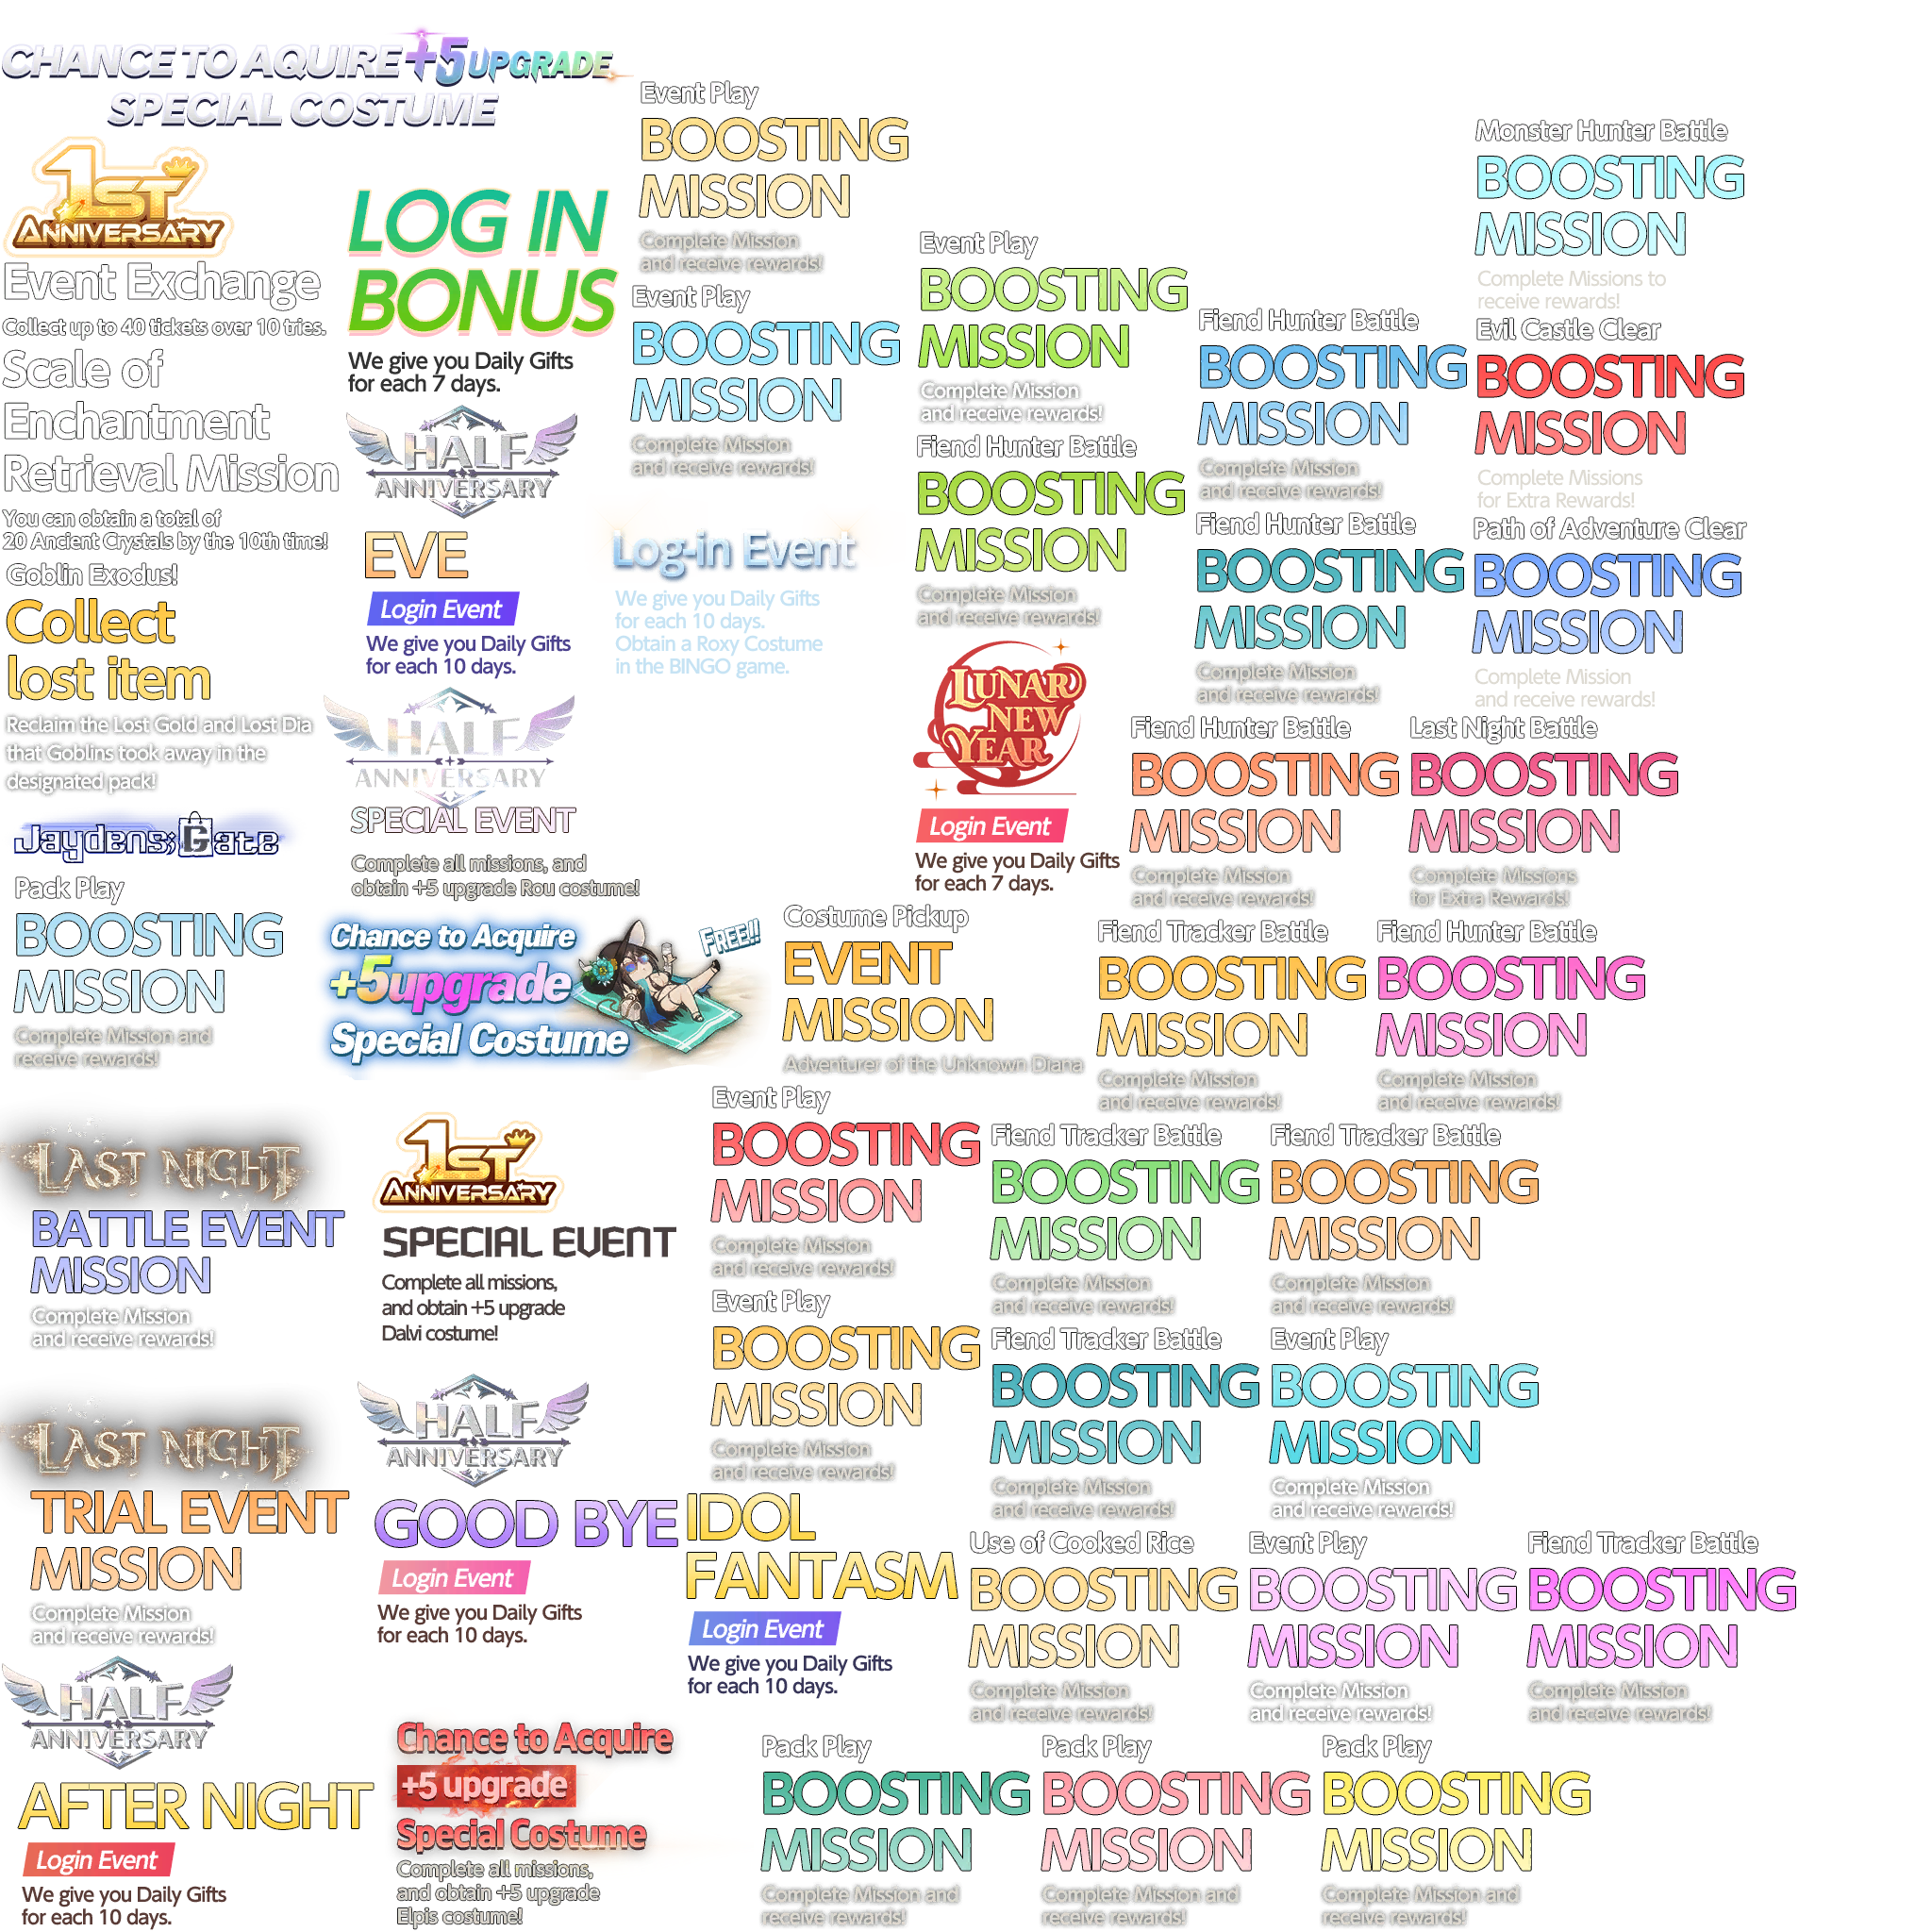 CHANCE TO AQUIRE +5 UPGRADE
SPECIAL COSTUME
1ST
ANNIVERSARY
Event Exchange
Collect up to 40 tickets over 10 tries.
Scale of
Enchantment
Retrieval Mission
You can obtain a total of
20 Ancient Crystals by the 10th time!
Goblin Exodus!
Collect
lost item
Reclaim the Lost Gold and Lost Dia
that Goblins took away in the
designated pack!
Jaydens;Gate
Pack Play
BOOSTING
MISSION
Complete Mission and
receive rewards!
LAST NIGHT
BATTLE EVENT
MISSION
Complete Mission
and receive rewards!
LAST NIGHT
TRIAL EVENT
MISSION
Complete Mission
and receive rewards!
HALF
ANNIVERSARY
AFTER NIGHT
Login Event
We give you Daily Gifts
for each 10 days.
LOG IN
BONUS
We give you Daily Gifts
for each 7 days.
HALF
ANNIVERSARY
EVE
Login Event
We give you Daily Gifts
for each 10 days.
HALF
ANNIVERSARY
SPECIAL EVENT
Complete all missions, and
obtain +5 upgrade Rou costume!
Chance to Acquire
+5upgrade
Special Costume
FREE!!
1ST
ANNIVERSARY
SPECIAL EVENT
Complete all missions,
and obtain +5 upgrade
Dalvi costume!
HALF
ANNIVERSARY
GOOD BYE
Login Event
We give you Daily Gifts
for each 10 days.
Chance to Acquire
+5 upgrade
Special Costume
Complete all missions,
and obtain +5 upgrade
Elpis costume!
Event Play
BOOSTING
MISSION
Complete Mission
and receive rewards!
Event Play
BOOSTING
MISSION
Complete Mission
and receive rewards!
Log-in Event
We give you Daily Gifts
for each 10 days.
Obtain a Roxy Costume
in the BINGO game.
Costume Pickup
EVENT
MISSION
Adventurer of the Unknown Diana
Event Play
BOOSTING
MISSION
Complete Mission
and receive rewards!
Event Play
BOOSTING
MISSION
Complete Mission
and receive rewards!
IDOL
FANTASM
Login Event
We give you Daily Gifts
for each 10 days.
Pack Play
BOOSTING
MISSION
Complete Mission and
receive rewards!
Event Play
BOOSTING
MISSION
Complete Mission
and receive rewards!
Fiend Hunter Battle
BOOSTING
MISSION
Complete Mission
and receive rewards!
LUNAR
NEW
YEAR
Login Event
We give you Daily Gifts
for each 7 days.
Fiend Hunter Battle
BOOSTING
MISSION
Complete Mission
and receive rewards!
Fiend Hunter Battle
BOOSTING
MISSION
Complete Mission
and receive rewards!
Fiend Hunter Battle
BOOSTING
MISSION
Complete Mission
and receive rewards!
Fiend Tracker Battle
BOOSTING
MISSION
Complete Mission
and receive rewards!
Fiend Tracker Battle
BOOSTING
MISSION
Complete Mission
and receive rewards!
Fiend Tracker Battle
BOOSTING
MISSION
Complete Mission
and receive rewards!
Use of Cooked Rice
BOOSTING
MISSION
Complete Mission
and receive rewards!
Pack Play
BOOSTING
MISSION
Complete Mission and
receive rewards!
Monster Hunter Battle
BOOSTING
MISSION
Complete Missions to
receive rewards!
Evil Castle Clear
BOOSTING
MISSION
Complete Missions
for Extra Rewards!
Path of Adventure Clear
BOOSTING
MISSION
Complete Mission
and receive rewards!
Last Night Battle
BOOSTING
MISSION
Complete Missions
for Extra Rewards!
Fiend Hunter Battle
BOOSTING
MISSION
Complete Mission
and receive rewards!
Fiend Tracker Battle
BOOSTING
MISSION
Complete Mission
and receive rewards!
Event Play
BOOSTING
MISSION
Complete Mission
and receive rewards!
Event Play
BOOSTING
MISSION
Complete Mission
and receive rewards!
Fiend Tracker Battle
BOOSTING
MISSION
Complete Mission
and receive rewards!
Pack Play
BOOSTING
MISSION
Complete Mission and
receive rewards!